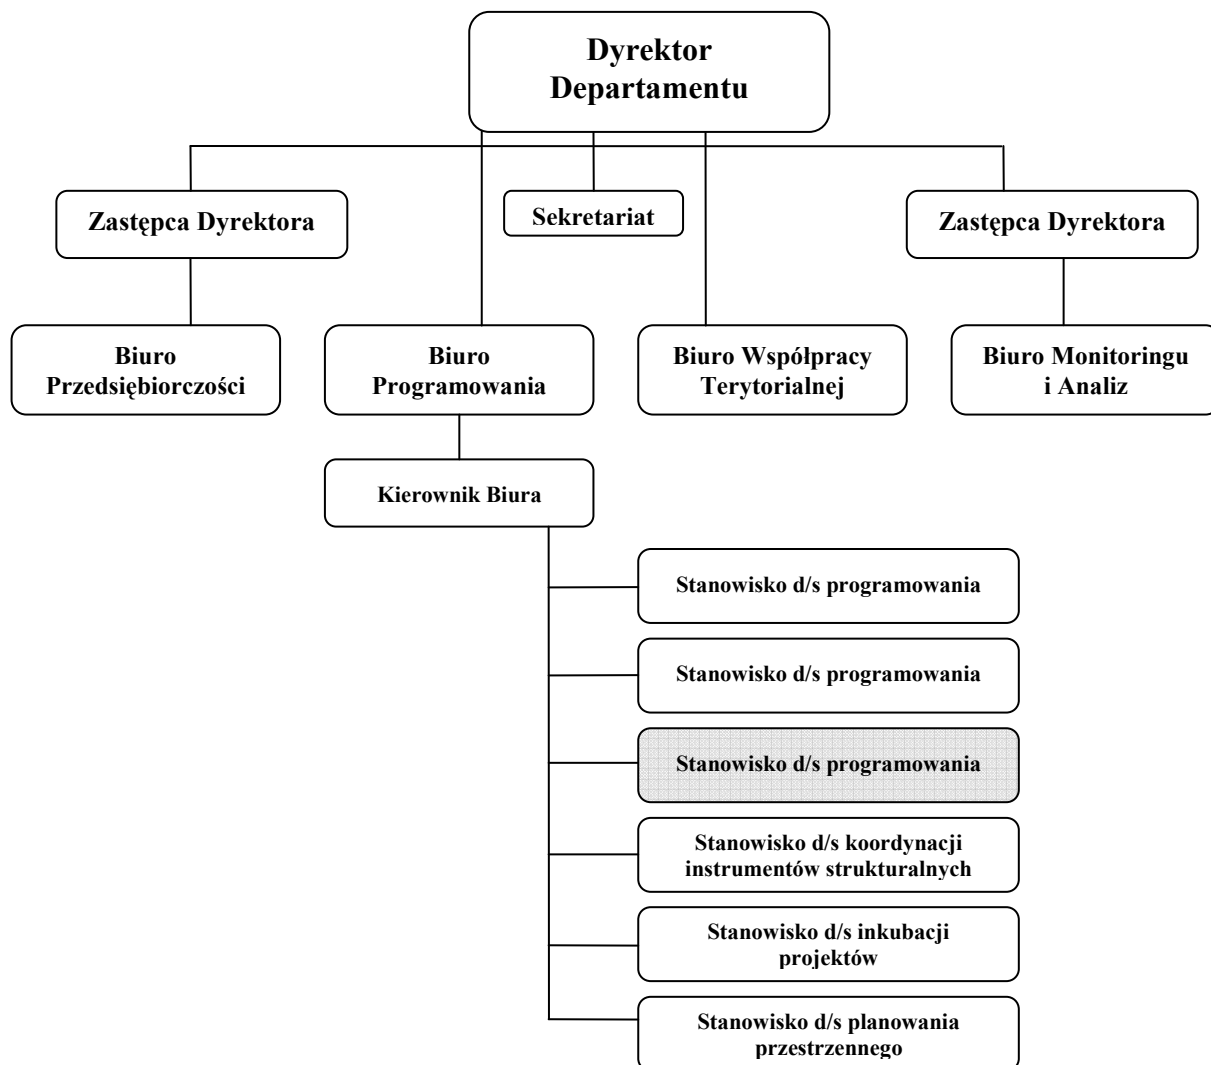 Dyrektor
Departamentu
Zastępca Dyrektora
Sekretariat
Zastępca Dyrektora
Biuro
Przedsiębiorczości
Biuro
Programowania
Biuro Współpracy
Terytorialnej
Biuro Monitoringu
i Analiz
Kierownik Biura
Stanowisko d/s programowania
Stanowisko d/s programowania
Stanowisko d/s programowania
Stanowisko d/s koordynacji
instrumentów strukturalnych
Stanowisko d/s inkubacji
projektów
Stanowisko d/s planowania
przestrzennego